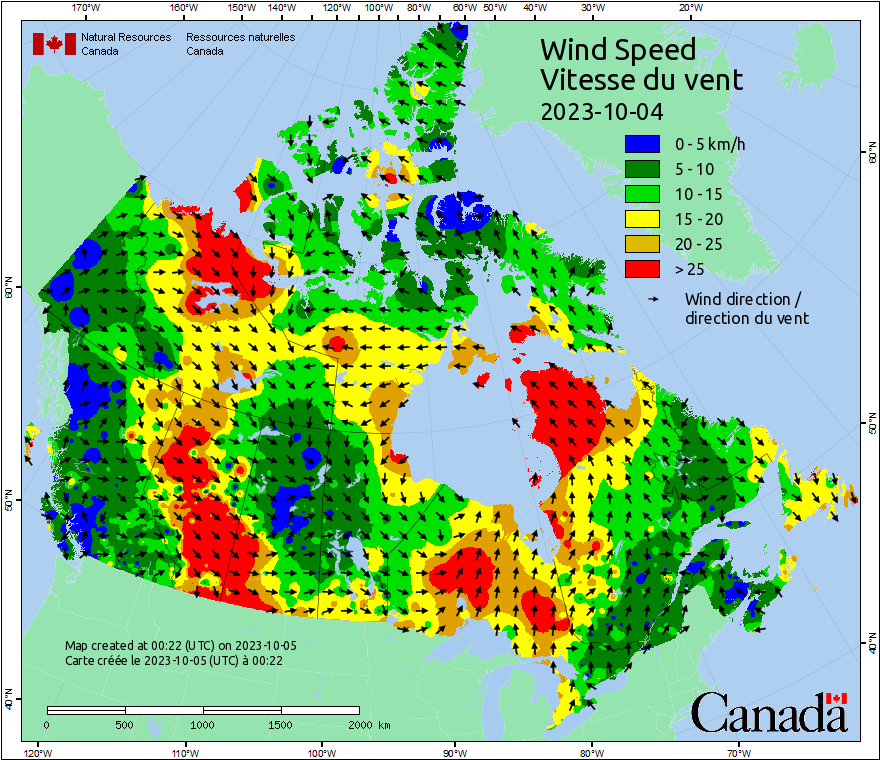 170°W 160°W 150°W 140°W 130°W 120°W 110°W 100°W 90°W 80°W 70°W 60°W 50°W 40°W 30°W 20°W
Natural Resources Canada
Ressources naturelles Canada
Wind Speed
Vitesse du vent
2023-10-04
0 - 5 km/h
5 - 10
10 - 15
15 - 20
20 - 25
> 25
Wind direction /
direction du vent
60°N
50°N
40°N
60°N
50°N
40°N
Map created at 00:22 (UTC) on 2023-10-05
Carte créée le 2023-10-05 (UTC) à 00:22
0 500 1000 1500 2000 km
Canada
120°W 110°W 100°W 90°W 80°W 70°W